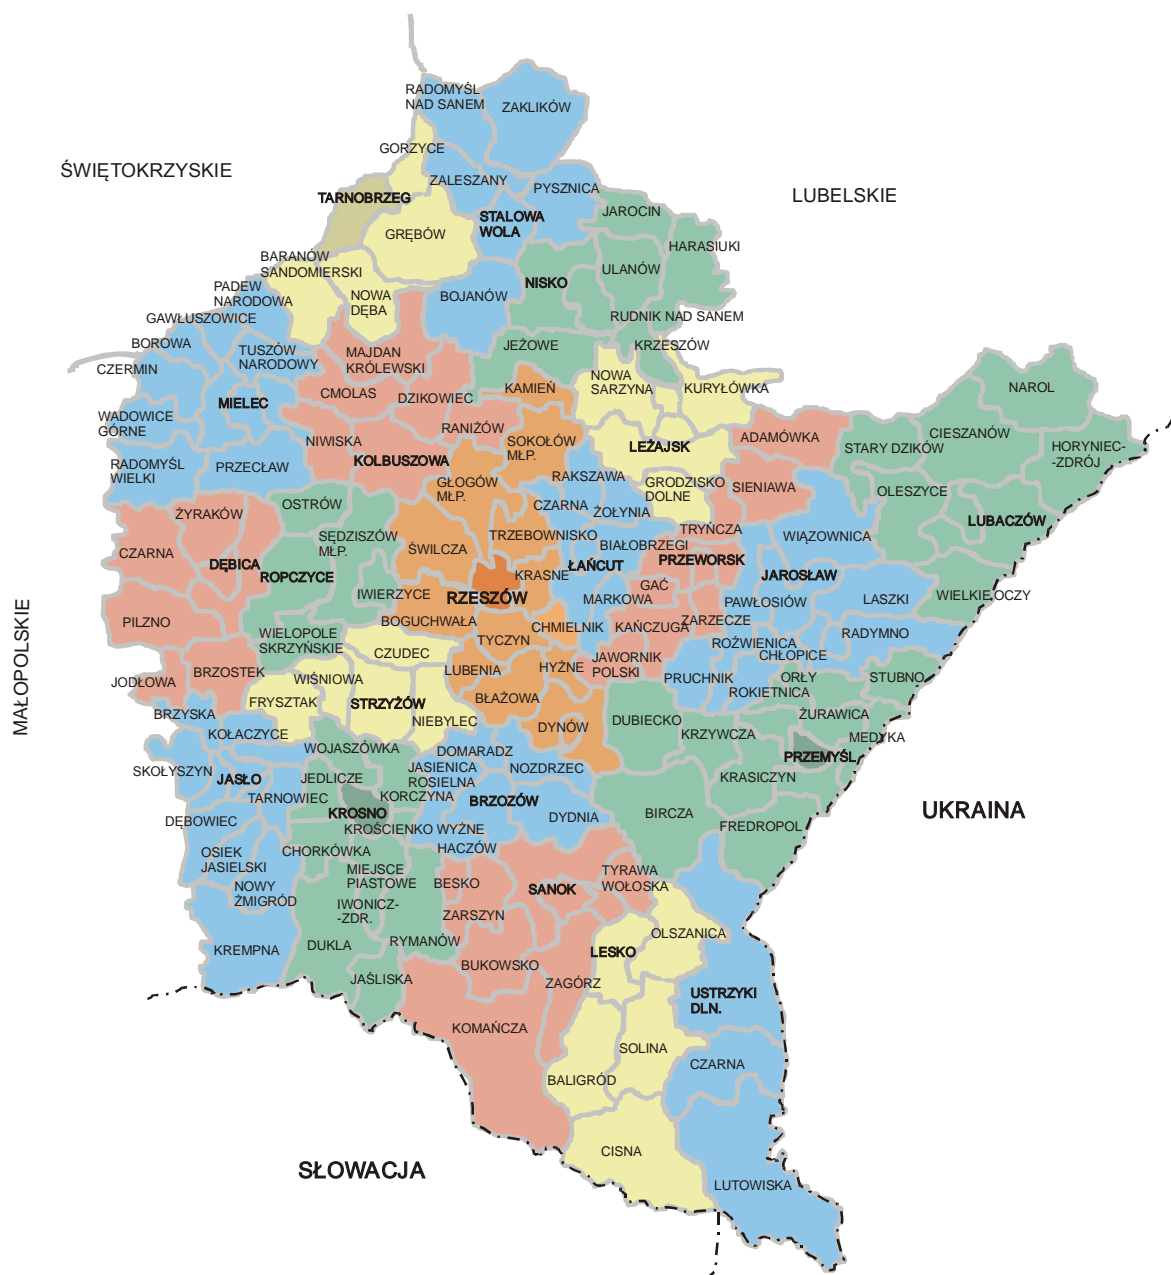 RADOMYŚL
NAD SANEM
ZAKLIKÓW
GORZYCE
ŚWIĘTOKRZYSKIE
ZALESZANY
PYSZNICA
TARNOBRZEG
LUBELSKIE
STALOWA
WOLA
JAROCIN
GRĘBÓW
HARASIUKI
BARANÓW
SANDOMIERSKI
ULANÓW
NISKO
PADEW
NARODOWA
NOWA
DĘBA
BOJANÓW
GAWŁUSZOWICE
RUDNIK NAD SANEM
BOROWA
TUSZÓW
NARODOWY
MAJDAN
KRÓLEWSKI
JEŻOWE
KRZESZÓW
CZERMIN
NOWA
SARZYNA
KAMIEŃ
KURYŁÓWKA
NAROL
CMOLAS
DZIKOWIEC
MIELEC
WADOWICE
GÓRNE
RANIŻÓW
NIWISKA
SOKOŁÓW
MŁP.
LEŻAJSK
ADAMÓWKA
CIESZANÓW
STARY DZIKÓW
HORYNIEC-
-ZDRÓJ
RADOMYŚL
WIELKI
PRZECŁAW
KOLBUSZOWA
GŁOGÓW
MŁP.
RAKSZAWA
GRODZISKO
DOLNE
SIENIAWA
OLESZYCE
OSTRÓW
CZARNA
ŻOŁYNIA
ŻYRAKÓW
TRYŃCZA
LUBACZÓW
SĘDZISZÓW
MŁP.
TRZEBOWNISKO
WIĄZOWNICA
CZARNA
ŚWILCZA
BIAŁOBRZEGI
DĘBICA
ROPCZYCE
KRASNE
ŁAŃCUT
PRZEWORSK
JAROSŁAW
IWIERZYCE
RZESZÓW
GAĆ
MARKOWA
PAWŁOSIÓW
LASZKI
WIELKIE OCZY
MAŁOPOLSKIE
PILZNO
BOGUCHWAŁA
CHMIELNIK
KAŃCZUGA
ZARZECZE
WIELOPOLE
SKRZYŃSKIE
TYCZYN
ROŹWIENICA
RADYMNO
CZUDEC
JAWORNIK
POLSKI
CHŁOPICE
JODŁOWA
BRZOSTEK
WIŚNIOWA
LUBENIA
HYŻNE
PRUCHNIK
ORŁY
STUBNO
ROKIETNICA
FRYSZTAK
STRZYŻÓW
BŁAŻOWA
BRZYSKA
NIEBYLEC
DYNÓW
DUBIECKO
ŻURAWICA
KOŁACZYCE
KRZYWCZA
MEDYKA
WOJASZÓWKA
DOMARADZ
PRZEMYŚL
SKOŁYSZYN
JASŁO
JEDLICZE
JASIENICA
ROSIELNA
NOZDRZEC
KRASICZYN
TARNOWIEC
KORCZYNA
BRZOZÓW
DĘBOWIEC
KROSNO
DYDNIA
BIRCZA
UKRAINA
KROŚCIENKO WYŻNE
FREDROPOL
OSIEK
JASIELSKI
CHORKÓWKA
HACZÓW
MIEJSCE
PIASTOWE
TYRAWA
WOŁOSKA
NOWY
ŻMIGRÓD
BESKO
SANOK
IWONICZ-
-ZDR.
ZARSZYN
OLSZANICA
KREMPNA
DUKLA
RYMANÓW
LESKO
BUKOWSKO
JAŚLISKA
ZAGÓRZ
USTRZYKI
DLN.
KOMAŃCZA
SOLINA
CZARNA
BALIGRÓD
CISNA
SŁOWACJA
LUTOWISKA